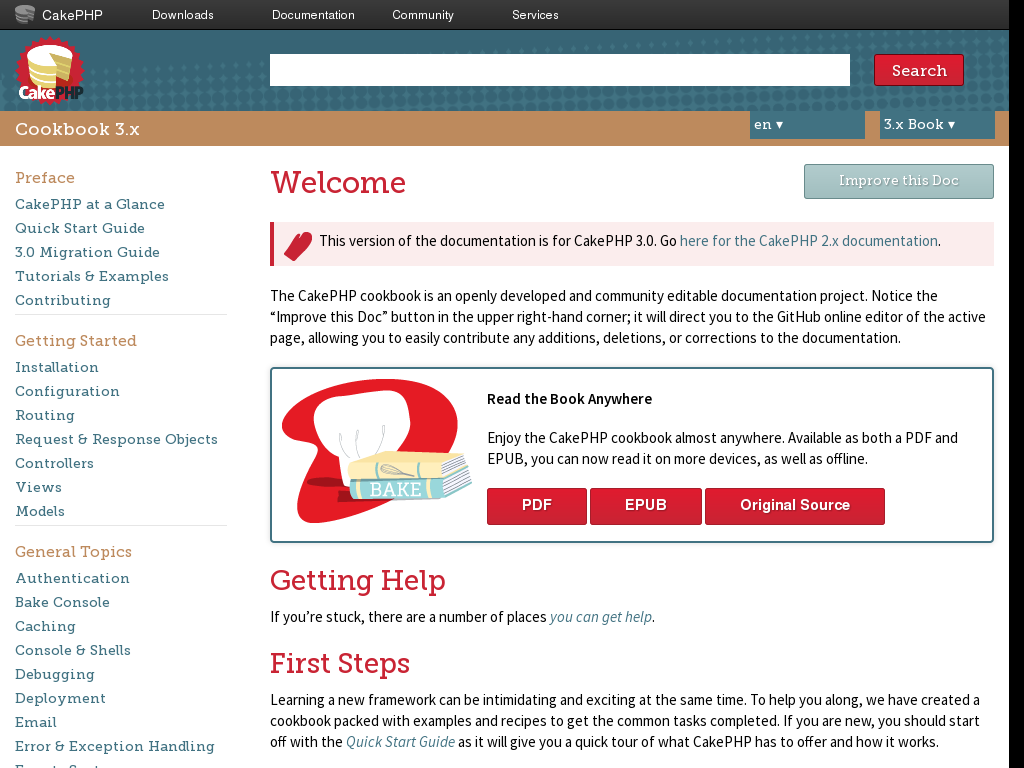 CakePHP Downloads Documentation Community Services
CakePHP
Search
Cookbook 3.x en ▾ 3.x Book ▾
Preface
CakePHP at a Glance
Quick Start Guide
3.0 Migration Guide
Tutorials & Examples
Contributing
Getting Started
Installation
Configuration
Routing
Request & Response Objects
Controllers
Views
Models
General Topics
Authentication
Bake Console
Caching
Console & Shells
Debugging
Deployment
Email
Error & Exception Handling
Welcome
Improve this Doc
This version of the documentation is for CakePHP 3.0. Go here for the CakePHP 2.x documentation.
The CakePHP cookbook is an openly developed and community editable documentation project. Notice the
“Improve this Doc” button in the upper right-hand corner; it will direct you to the GitHub online editor of the active
page, allowing you to easily contribute any additions, deletions, or corrections to the documentation.
BAKE
Read the Book Anywhere
Enjoy the CakePHP cookbook almost anywhere. Available as both a PDF and
EPUB, you can now read it on more devices, as well as offline.
PDF EPUB Original Source
Getting Help
If you’re stuck, there are a number of places you can get help.
First Steps
Learning a new framework can be intimidating and exciting at the same time. To help you along, we have created a
cookbook packed with examples and recipes to get the common tasks completed. If you are new, you should start
off with the Quick Start Guide as it will give you a quick tour of what CakePHP has to offer and how it works.